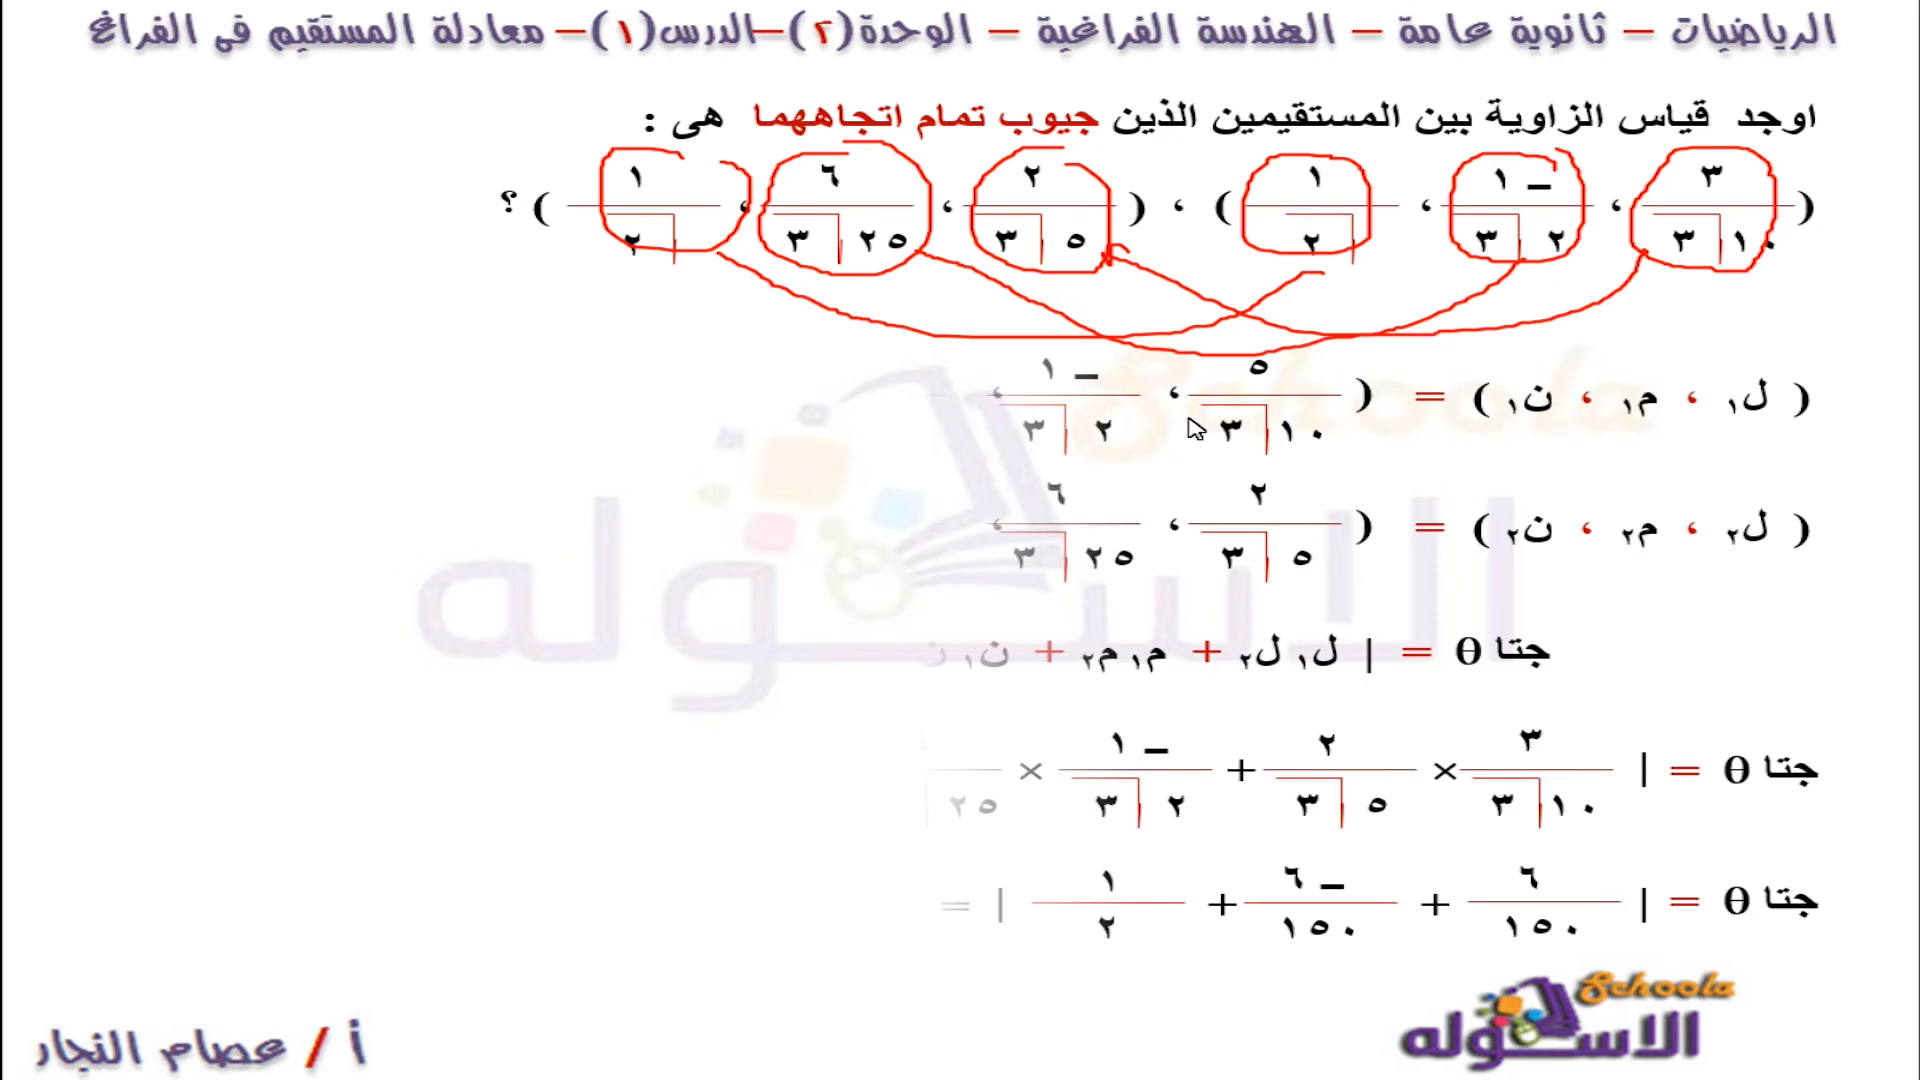 الرياضيات – ثانوية عامة – الهندسة الفراغية – الوحدة(٢)–الدرس(١)– معادلة المستقيم فى الفراغ
اوجد قياس الزاوية بين المستقيمين الذين جيوب تمام اتجاههما هى :
( ٣/١٠√٣ ، –١/٢√٣ ، ١/√٢ ) ، ( ٢/٥√٣ ، ٦/٢٥√٣ ، ١/√٢ ) ؟
( ل١ ، م١ ، ن١ ) = ( ٥/١٠√٣ ، –١/٢√٣ ،
( ل٢ ، م٢ ، ن٢ ) = ( ٢/٥√٣ ، ٦/٢٥√٣ ،
جتا θ = | ل١ ل٢ + م١ م٢ + ن١ ن
جتا θ = | ٣/١٠√٣ × ٢/٥√٣ + –١/٢√٣ × ٢٥
جتا θ = | ٦/١٥٠ + –٦/١٥٠ + ١/٢ | =
Schoola
الاسكوله
أ / عصام النجار